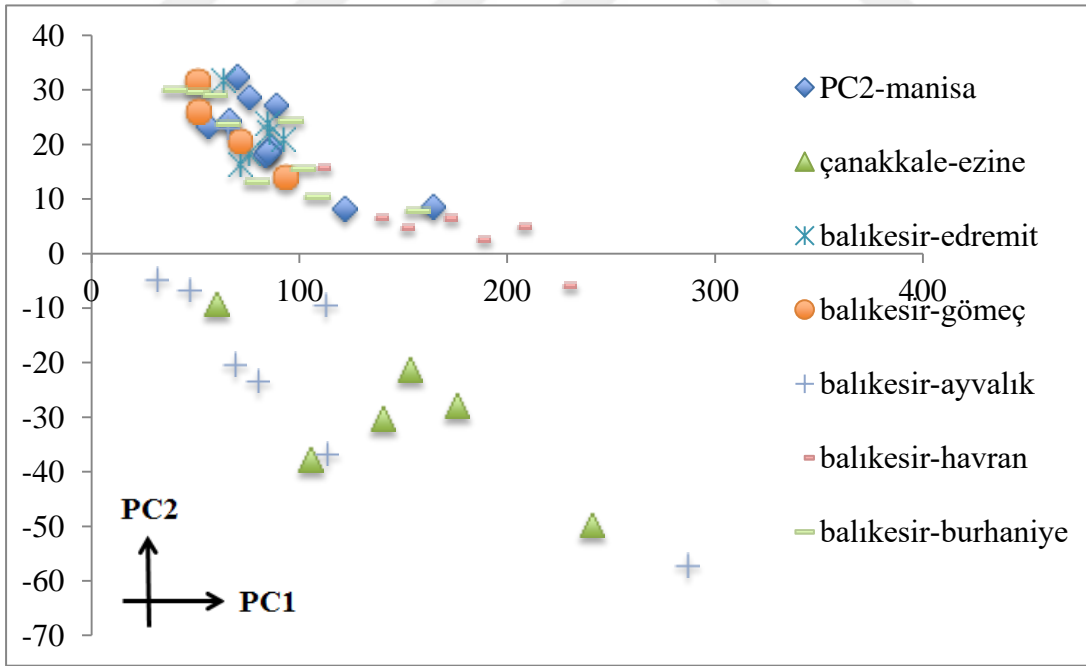 40
30
20
10
0
-10
-20
-30
-40
-50
-60
-70
0 100 200 300 400
PC2-manisa
çanakkale-ezine
balıkesir-edremit
balıkesir-gömeç
balıkesir-ayvalık
balıkesir-havran
balıkesir-burhaniye
PC2
PC1